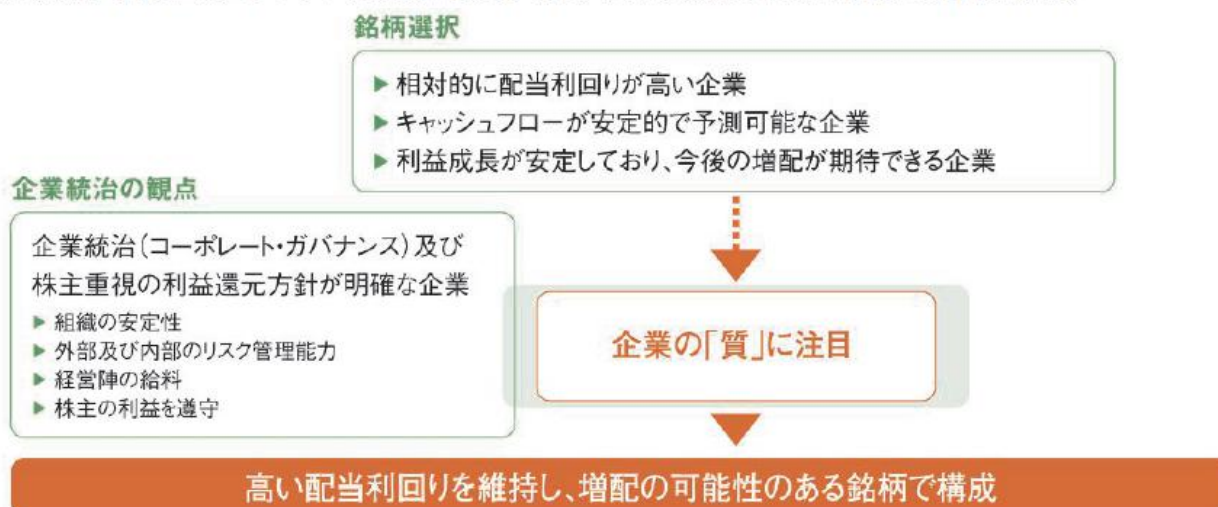 銘柄選択
▶ 相対的に配当利回りが高い企業
▶ キャッシュフローが安定的で予測可能な企業
▶ 利益成長が安定しており、今後の増配が期待できる企業
企業統治の観点
企業統治(コーポレート・ガバナンス)及び
株主重視の利益還元方針が明確な企業
▶ 組織の安定性
▶ 外部及び内部のリスク管理能力
▶ 経営陣の給料
▶ 株主の利益を遵守
企業の「質」に注目
高い配当利回りを維持し、増配の可能性のある銘柄で構成